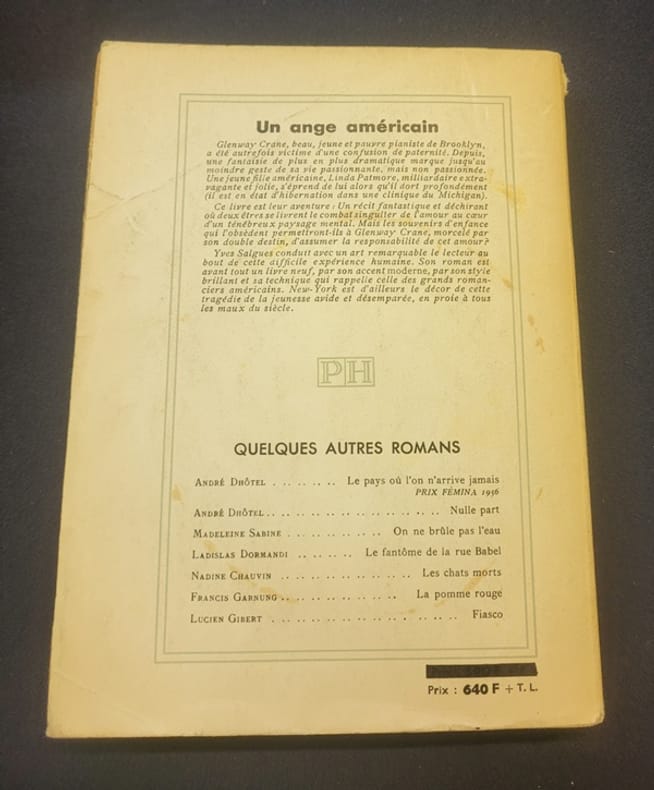 Un ange américain
Glenway Crane, beau, jeune et pauvre pianiste de Brooklyn,
a été autrefois victime d'une confusion de paternité. Depuis,
une fantaisie de plus en plus dramatique marque jusqu'au
moindre geste de sa vie passionnante, mais non passionnée.
Une jeune fille américaine, Linda Patmore, milliardaire extra-
vagante et jolie, s'éprend de lui alors qu'il dort profondément
(il est en état d'hibernation dans une clinique du Michigan).
Ce livre est leur aventure : Un récit fantastique et déchirant
où deux êtres se livrent le combat singulier de l'amour au cœur
d'un ténébreux paysage mental. Mais les souvenirs d'enfance
qui l'obsèdent permettront-ils à Glenway Crane, morcelé par
son double destin, d'assumer la responsabilité de cet amour ?
Yves Salgues conduit avec un art remarquable le lecteur au
bout de cette difficile expérience humaine. Son roman est
avant tout un livre neuf, par son accent moderne, par son style
brillant et sa technique qui rappelle celle des grands roman-
ciers américains. New-York est d'ailleurs le décor de cette
tragédie de la jeunesse avide et désemparée, en proie à tous
les maux du siècle.
PH
QUELQUES AUTRES ROMANS
ANDRÉ DHÔTEL . . . . . . . Le pays où l'on n'arrive jamais
PRIX FÉMINA 1956
ANDRÉ DHÔTEL . . . . . . . . . . . . . . . . . . . Nulle part
MADELEINE SABINE . . . . . . . . . . . On ne brûle pas l'eau
LADISLAS DORMANDI . . . . . . Le fantôme de la rue Babel
NADINE CHAUVIN . . . . . . . . . . . . . . . Les chats morts
FRANCIS GARNUNG . . . . . . . . . . . . . . La pomme rouge
LUCIEN GIBERT . . . . . . . . . . . . . . . . . . . . . Fiasco
Prix : 640 F + T. L.